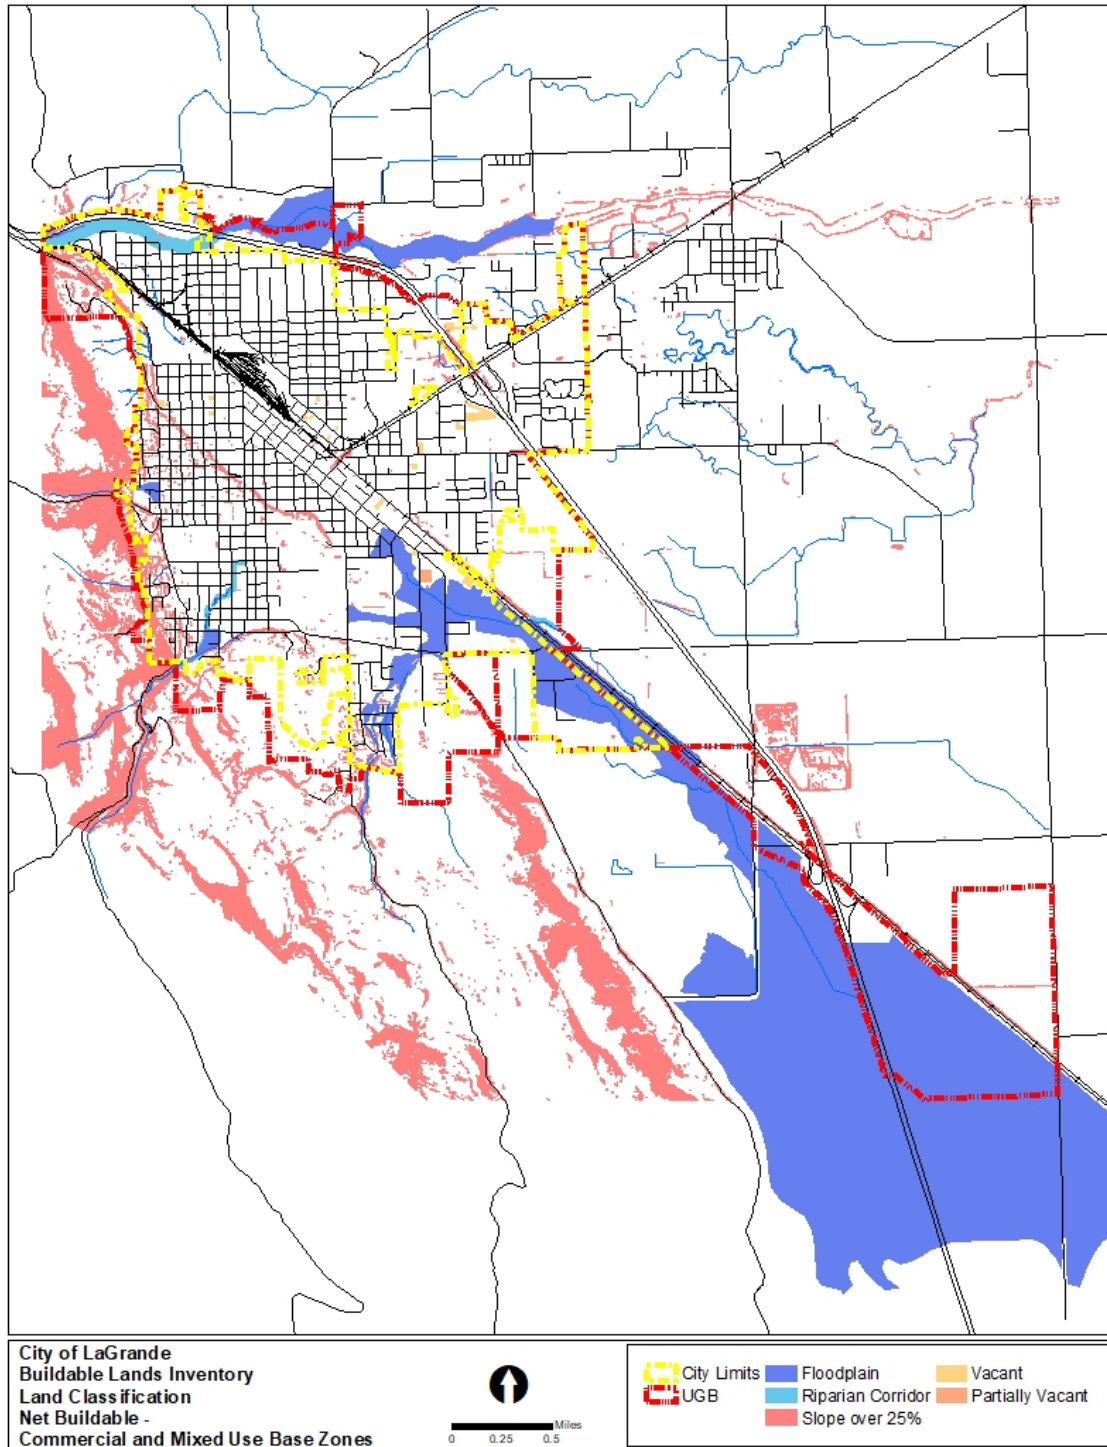 City of LaGrande
Buildable Lands Inventory
Land Classification
Net Buildable -
Commercial and Mixed Use Base Zones
Miles
0 0.25 0.5
City Limits
UGB
Floodplain
Riparian Corridor
Slope over 25%
Vacant
Partially Vacant